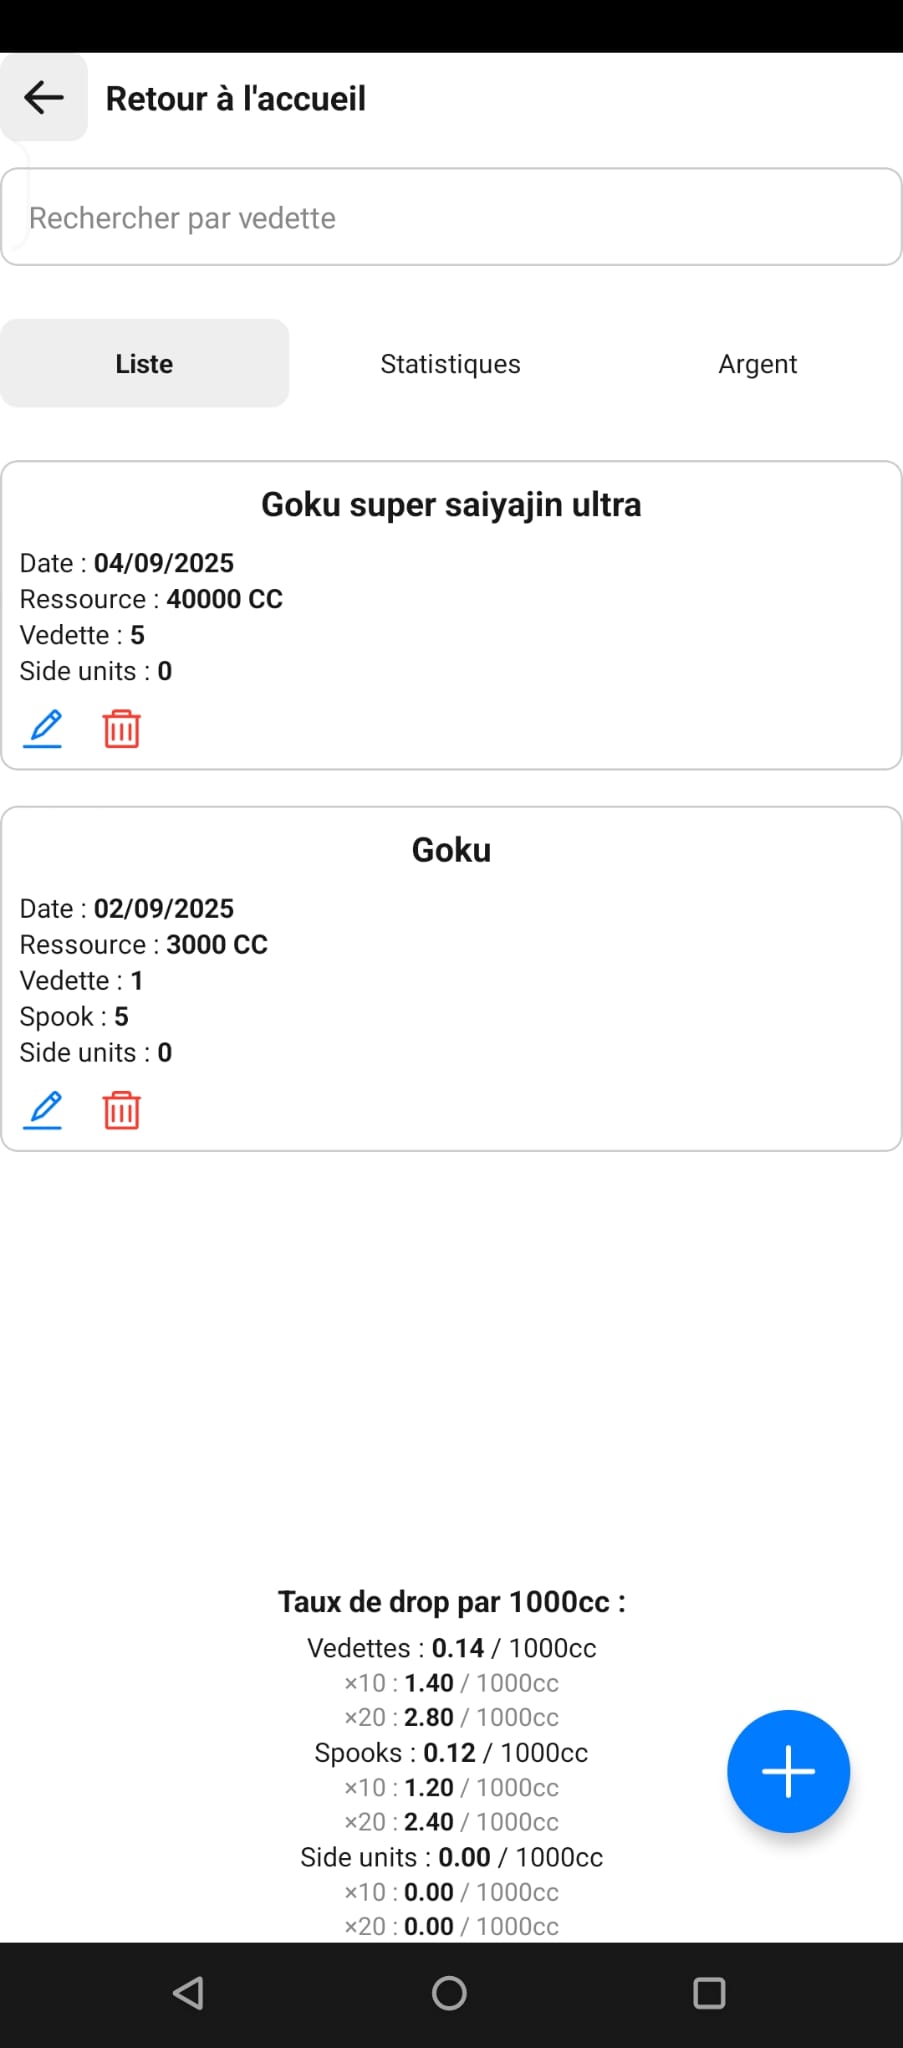 Retour à l'accueil
Rechercher par vedette
Liste Statistiques Argent
Goku super saiyajin ultra
Date : 04/09/2025
Ressource : 40000 CC
Vedette : 5
Side units : 0
Goku
Date : 02/09/2025
Ressource : 3000 CC
Vedette : 1
Spook : 5
Side units : 0
Taux de drop par 1000cc :
Vedettes : 0.14 / 1000cc
×10 : 1.40 / 1000cc
×20 : 2.80 / 1000cc
Spooks : 0.12 / 1000cc
×10 : 1.20 / 1000cc
×20 : 2.40 / 1000cc
Side units : 0.00 / 1000cc
×10 : 0.00 / 1000cc
×20 : 0.00 / 1000cc